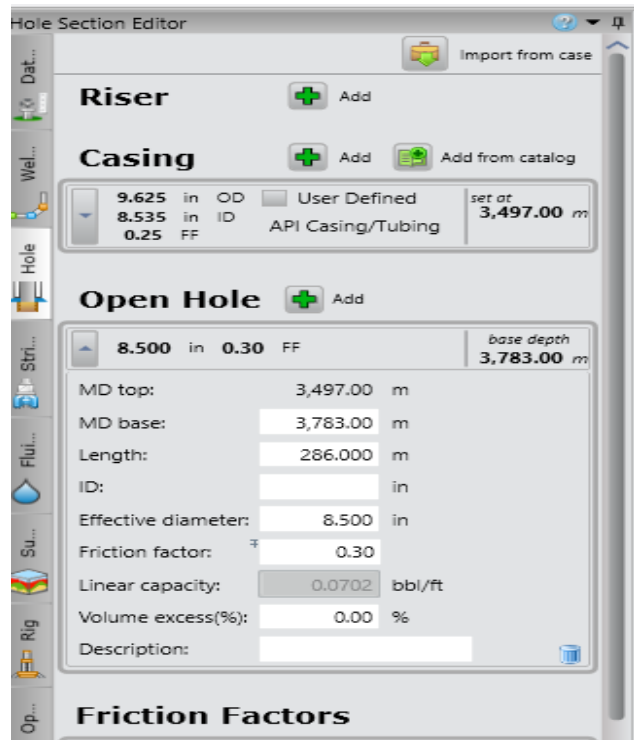 Hole Section Editor
Import from case
Riser Add
Casing Add Add from catalog
9.625 in OD User Defined set at
8.535 in ID API Casing/Tubing 3,497.00 m
0.25 FF
Open Hole Add
8.500 in 0.30 FF base depth
3,783.00 m
MD top: 3,497.00 m
MD base: 3,783.00 m
Length: 286.000 m
ID: in
Effective diameter: 8.500 in
Friction factor: 0.30
Linear capacity: 0.0702 bbl/ft
Volume excess(%): 0.00 %
Description:
Friction Factors
Dat...
Wel...
Hole
Stri...
Flui...
Su...
Rig
Op...